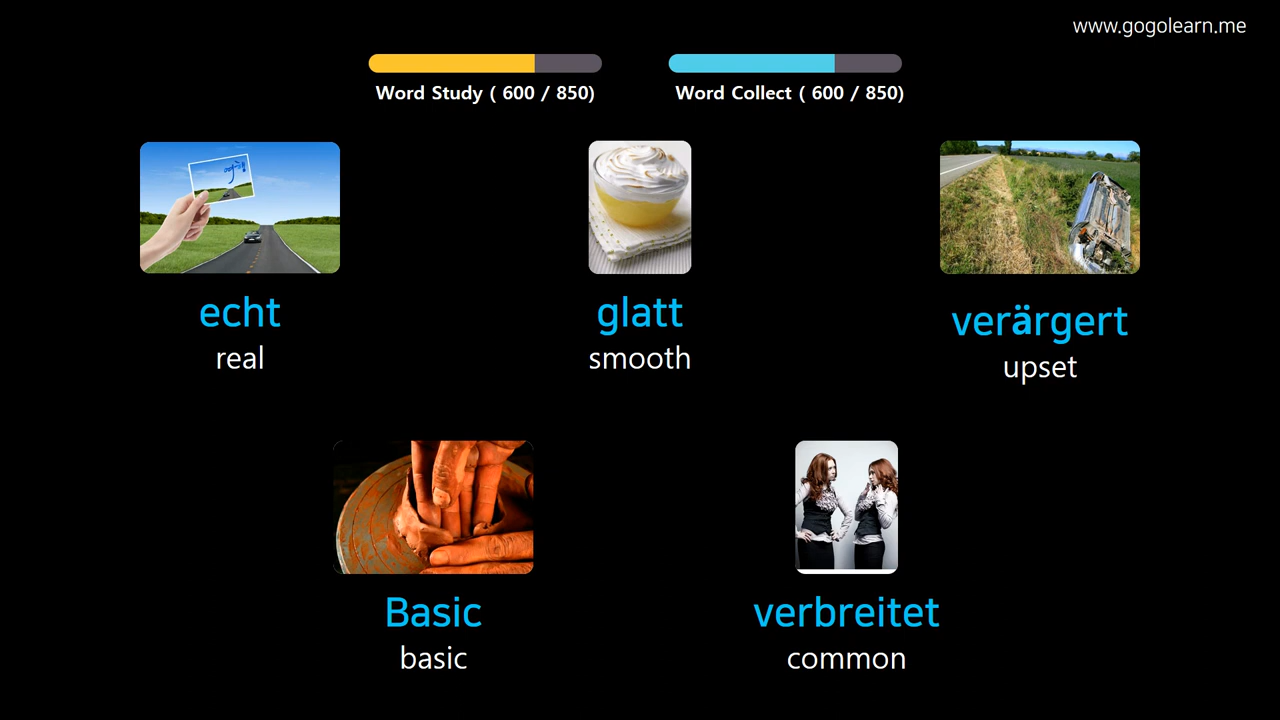 www.gogolearn.me
Word Study ( 600 / 850)
Word Collect ( 600 / 850)
echt
real
glatt
smooth
verärgert
upset
Basic
basic
verbreitet
common